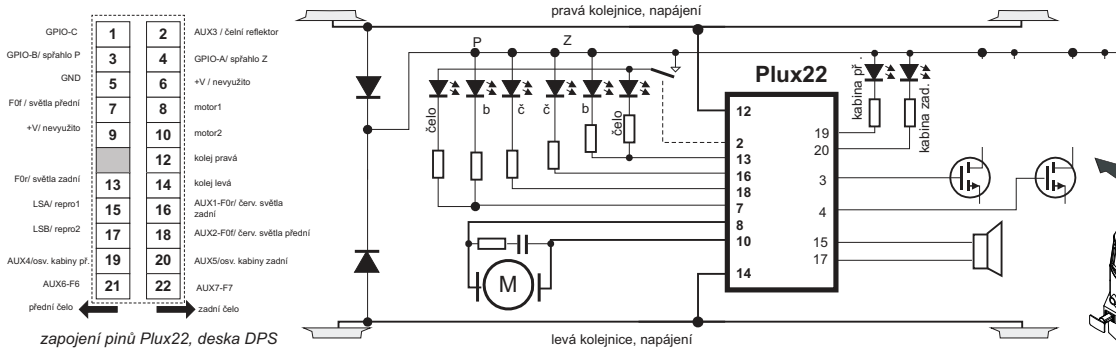 GPIO-C
1
2
AUX3 / čelní reflektor
GPIO-B/ spřahlo P
3
4
GPIO-A/ spřahlo Z
GND
5
6
+V / nevyužito
F0f / světla přední
7
8
motor1
+V/ nevyužito
9
10
motor2
12
kolej pravá
F0r/ světla zadní
13
14
kolej levá
LSA/ repro1
15
16
AUX1-F0r/ červ. světla
zadní
LSB/ repro2
17
18
AUX2-F0f/ červ. světla přední
AUX4/osv. kabiny př.
19
20
AUX5/osv. kabiny zadní
AUX6-F6
21
22
AUX7-F7
přední čelo
zadní čelo
zapojení pinů Plux22, deska DPS
pravá kolejnice, napájení
P
Z
čelo
b
č
č
b
čelo
M
Plux22
12
2
13
16
18
7
8
10
14
19
20
3
4
15
17
kabina př.
kabina zad.
levá kolejnice, napájení